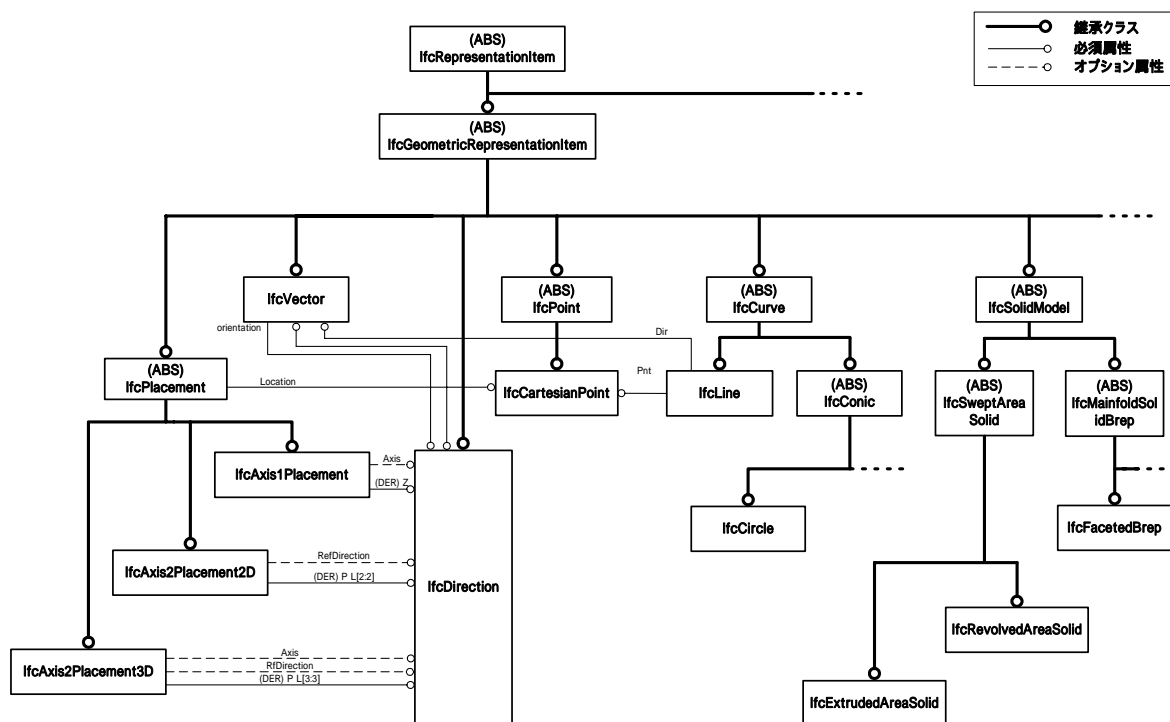 継承クラス
必須属性
オプション属性
(ABS)
IfcRepresentationItem
(ABS)
IfcGeometricRepresentationItem
IfcVector
(ABS)
IfcPoint
(ABS)
IfcCurve
(ABS)
IfcSolidModel
orientation
Dir
(ABS)
IfcPlacement
Location
IfcCartesianPoint
Pnt
IfcLine
(ABS)
IfcConic
(ABS)
IfcSweptArea
Solid
(ABS)
IfcMainfoldSol
idBrep
IfcAxis1Placement
Axis
(DER) Z
IfcCircle
IfcFacetedBrep
IfcAxis2Placement2D
RefDirection
(DER) P L[2:2]
IfcDirection
IfcRevolvedAreaSolid
IfcAxis2Placement3D
Axis
RfDirection
(DER) P L[3:3]
IfcExtrudedAreaSolid